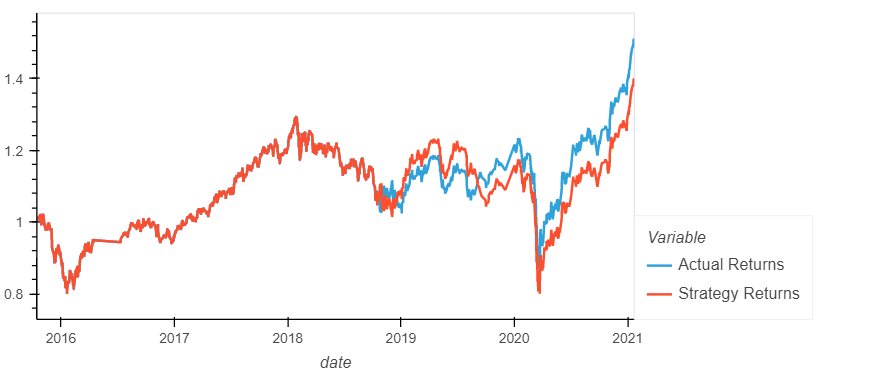 1.4
1.2
1
0.8
2016 2017 2018 2019 2020 2021
date
Variable
Actual Returns
Strategy Returns